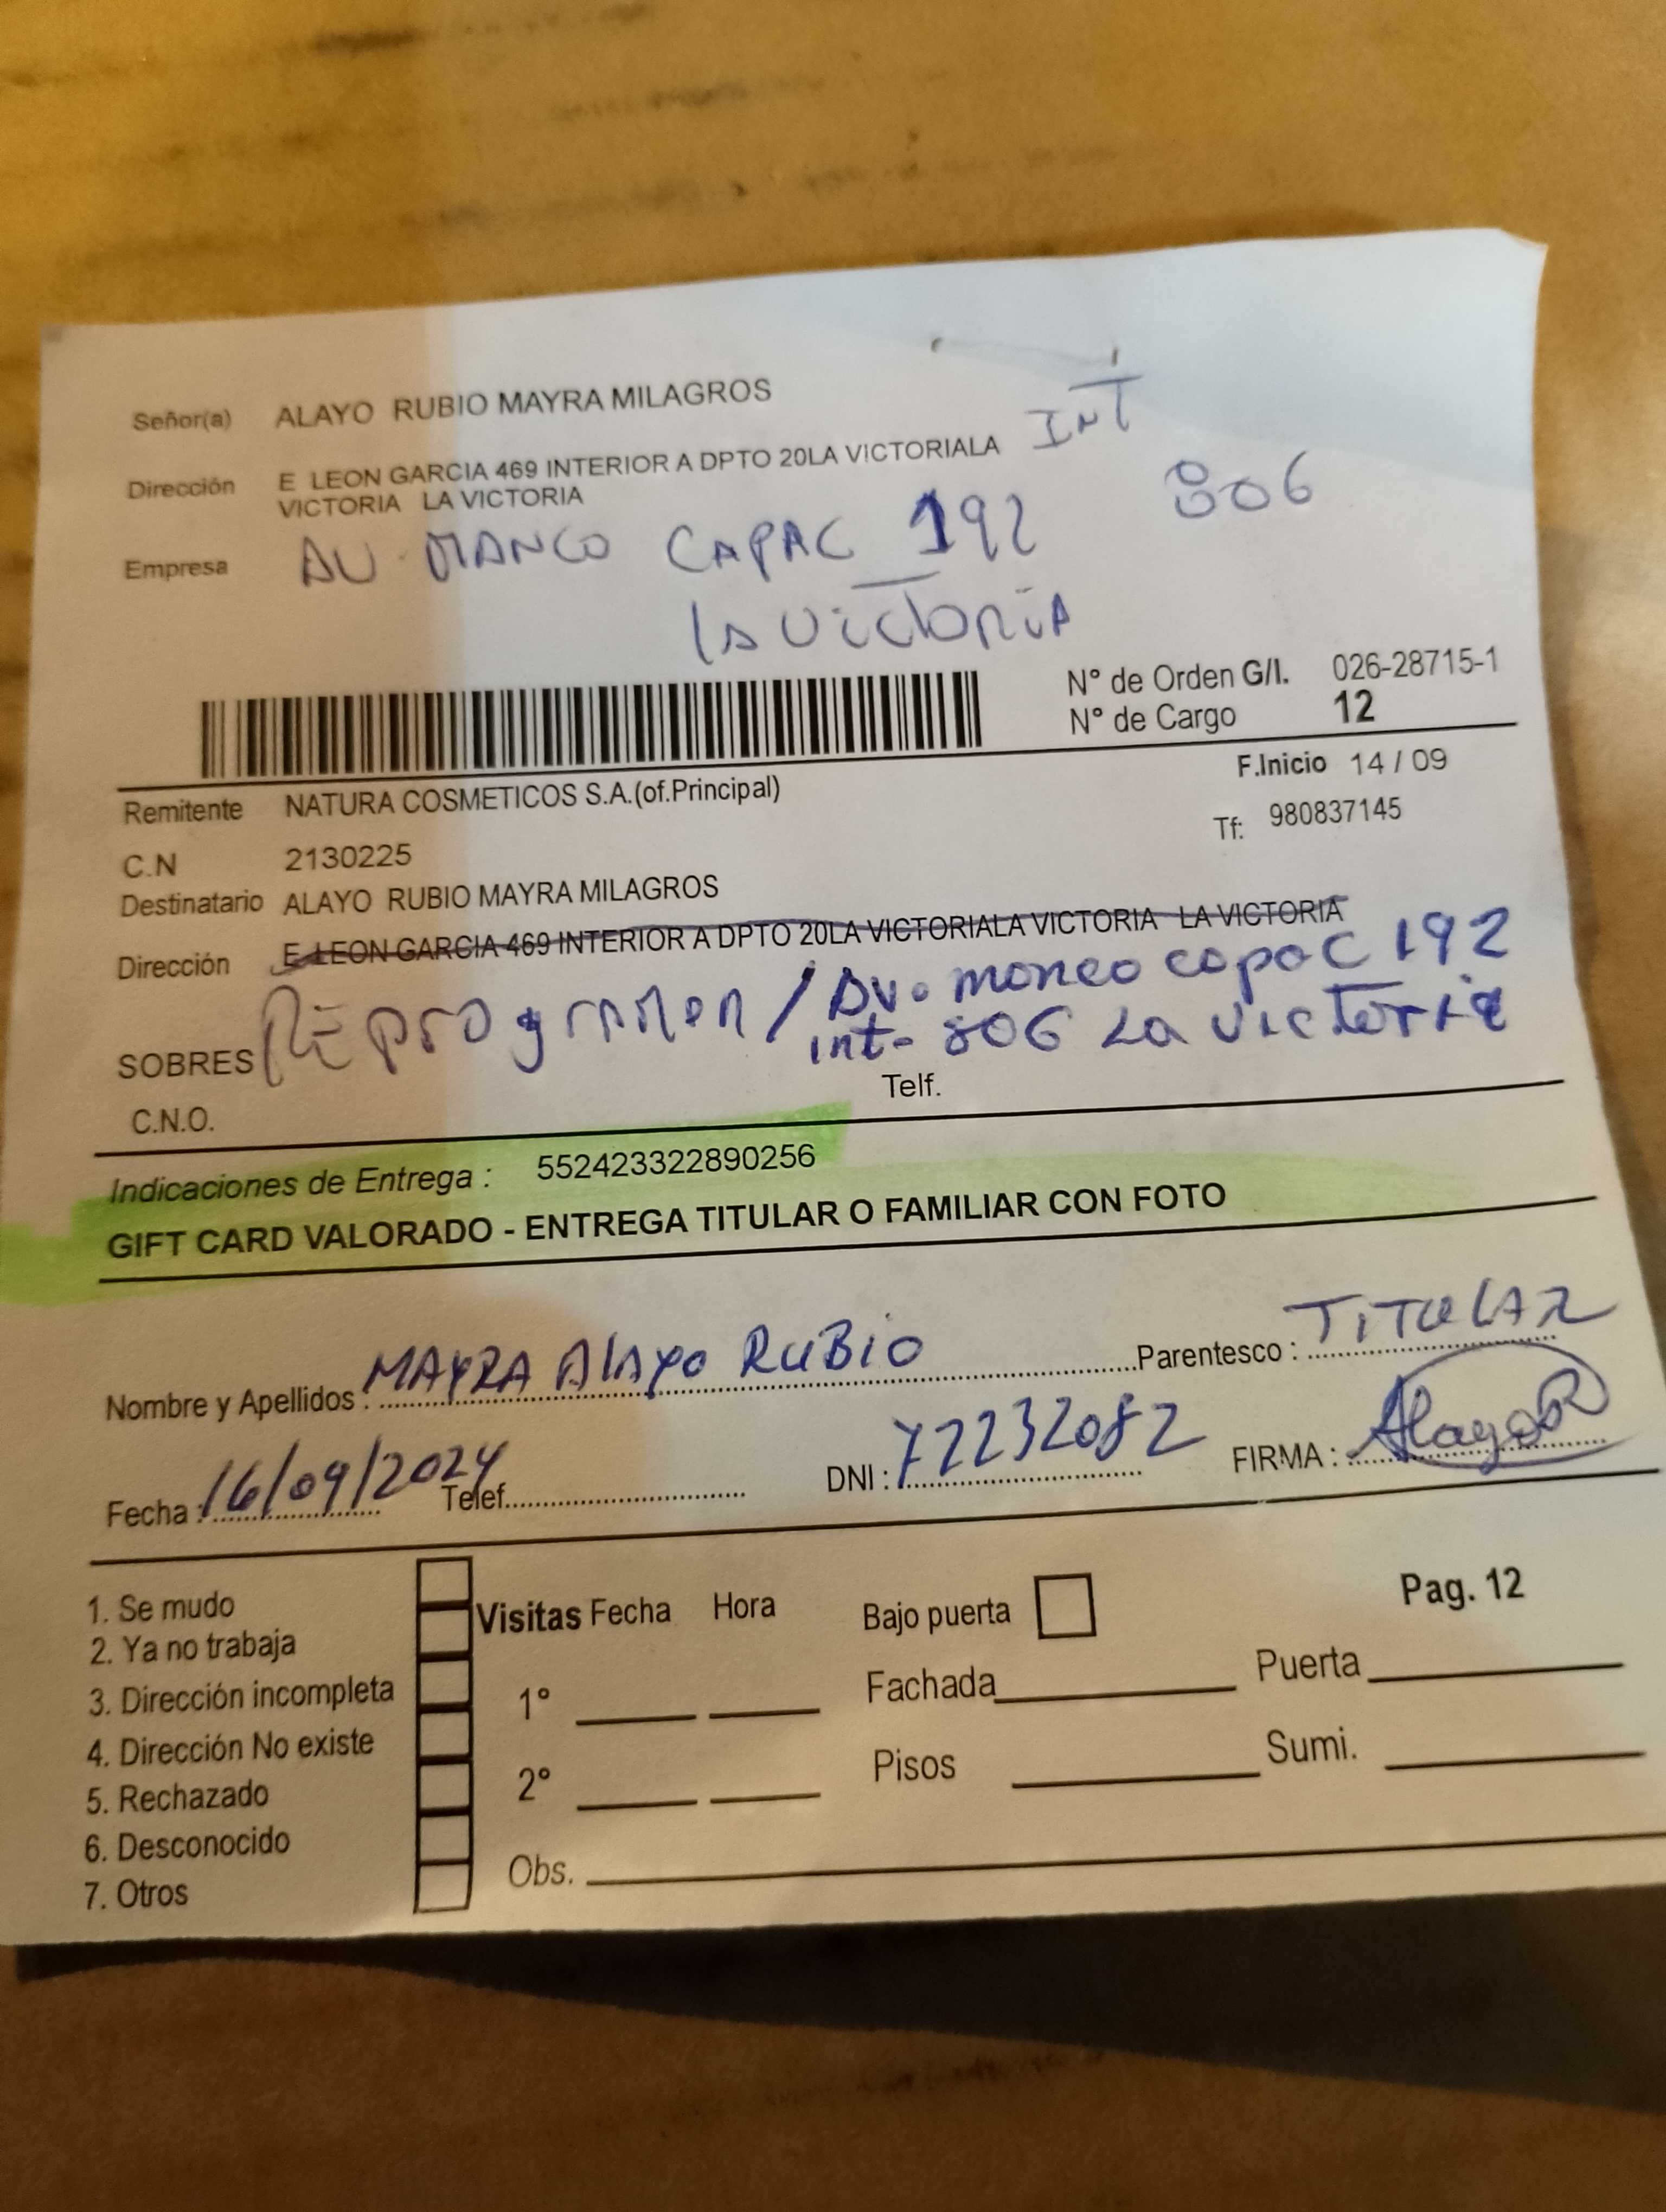 Señor(a) ALAYO RUBIO MAYRA MILAGROS
Dirección E LEON GARCIA 469 INTERIOR A DPTO 20LA VICTORIALA
VICTORIA LA VICTORIA
INT
806
Empresa AV. MANCO CAPAC 192
la VICTORIA
N° de Orden G/I. 026-28715-1
N° de Cargo 12
Remitente NATURA COSMETICOS S.A.(of.Principal)
F.Inicio 14 / 09
C.N 2130225
Tf: 980837145
Destinatario ALAYO RUBIO MAYRA MILAGROS
Dirección E LEON GARCIA 469 INTERIOR A DPTO 20LA VICTORIALA VICTORIA LA VICTORIA
/ Av. manco capac 192
int- 806 La Victoria
SOBRES
C.N.O. Telf.
Indicaciones de Entrega : 552423322890256
GIFT CARD VALORADO - ENTREGA TITULAR O FAMILIAR CON FOTO
Nombre y Apellidos : MAYRA Alayo RuBio Parentesco : TiTULAR
Fecha : 16/09/2024 Telef. DNI : 72232082 FIRMA : AlayoR
1. Se mudo
2. Ya no trabaja
3. Dirección incompleta
4. Dirección No existe
5. Rechazado
6. Desconocido
7. Otros
Visitas Fecha Hora
1°
2°
Obs.
Bajo puerta
Pag. 12
Fachada Puerta
Pisos Sumi.